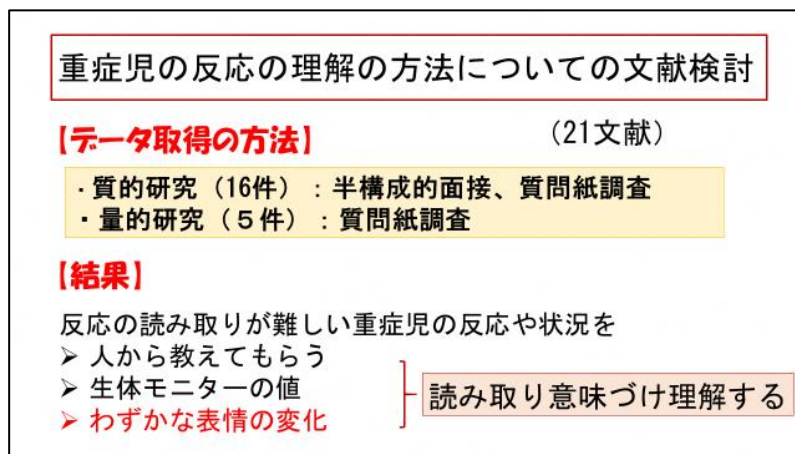 重症児の反応の理解の方法についての文献検討
【データ取得の方法】
（21文献）
・質的研究（16件）：半構成的面接、質問紙調査
・量的研究（５件）：質問紙調査
【結果】
反応の読み取りが難しい重症児の反応や状況を
➢ 人から教えてもらう
➢ 生体モニターの値
➢ わずかな表情の変化
読み取り意味づけ理解する